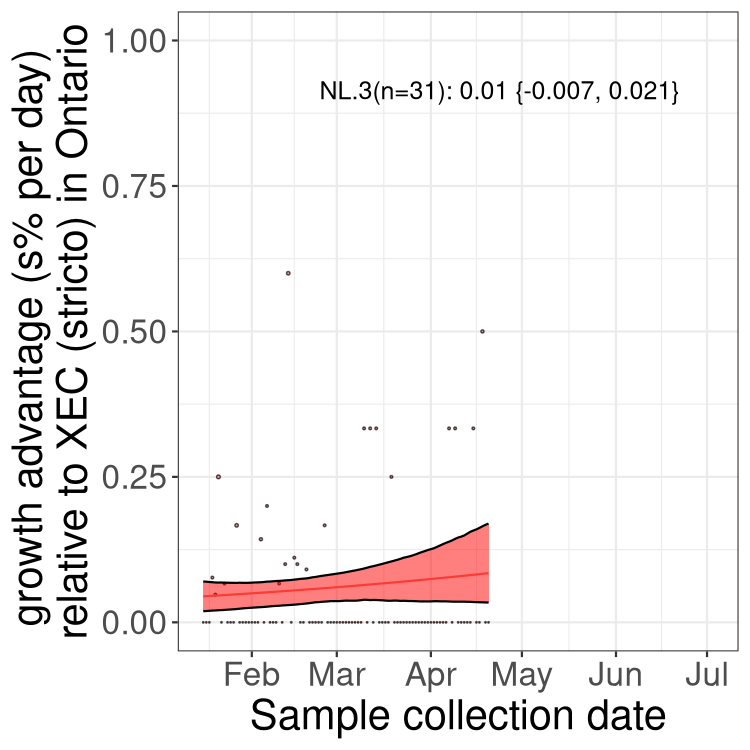 growth advantage (s% per day)
relative to XEC (stricto) in Ontario
1.00
0.75
0.50
0.25
0.00
NL.3(n=31): 0.01 {-0.007, 0.021}
Feb Mar Apr May Jun Jul
Sample collection date